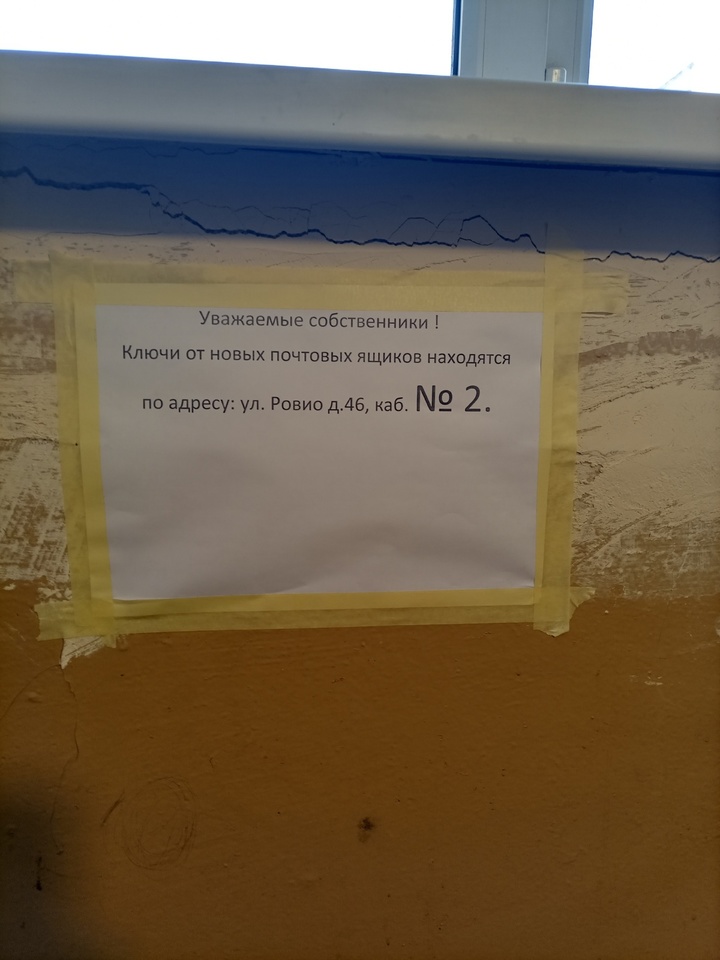 Уважаемые собственники !
Ключи от новых почтовых ящиков находятся
по адресу: ул. Ровио д.46, каб. № 2.